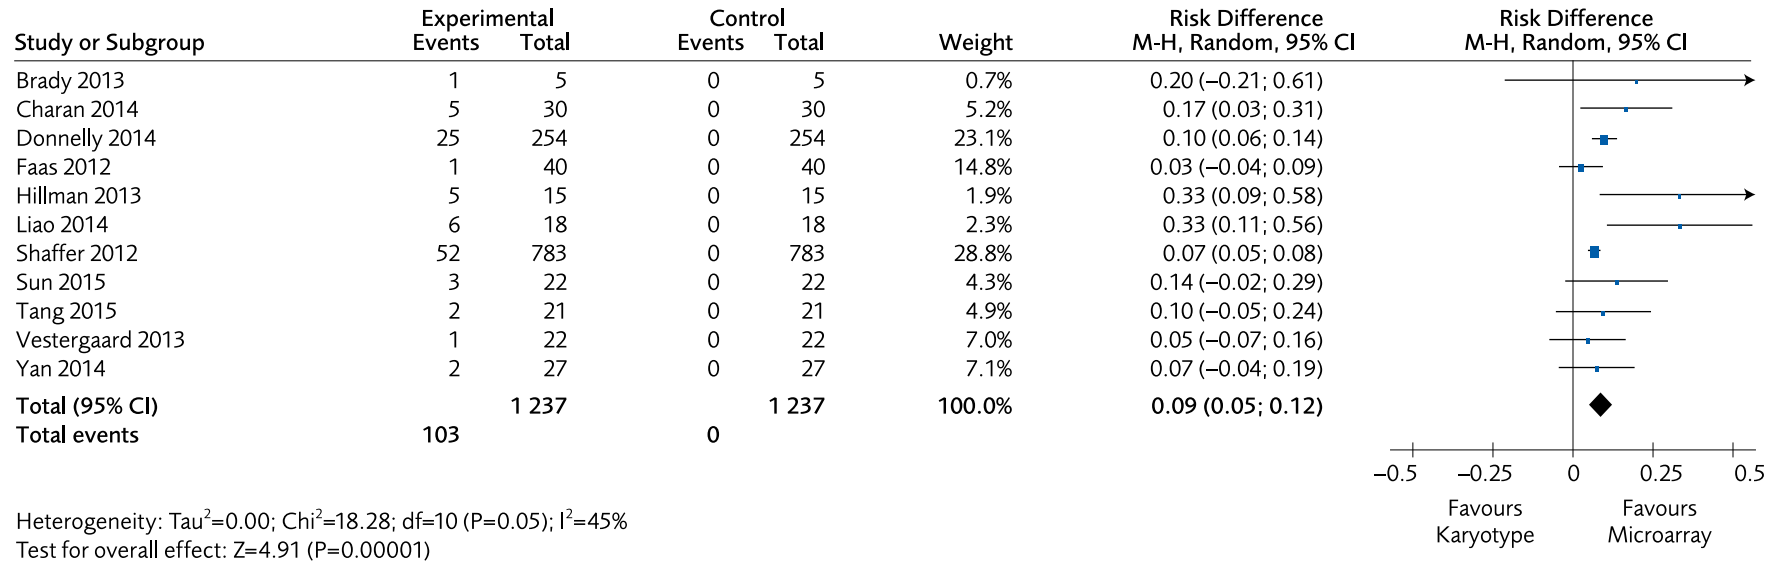 Experimental Control Risk Difference Risk Difference
Study or Subgroup Events Total Events Total Weight M-H, Random, 95% CI M-H, Random, 95% CI
Brady 2013 1 5 0 5 0.7% 0.20 (–0.21; 0.61)
Charan 2014 5 30 0 30 5.2% 0.17 (0.03; 0.31)
Donnelly 2014 25 254 0 254 23.1% 0.10 (0.06; 0.14)
Faas 2012 1 40 0 40 14.8% 0.03 (–0.04; 0.09)
Hillman 2013 5 15 0 15 1.9% 0.33 (0.09; 0.58)
Liao 2014 6 18 0 18 2.3% 0.33 (0.11; 0.56)
Shaffer 2012 52 783 0 783 28.8% 0.07 (0.05; 0.08)
Sun 2015 3 22 0 22 4.3% 0.14 (–0.02; 0.29)
Tang 2015 2 21 0 21 4.9% 0.10 (–0.05; 0.24)
Vestergaard 2013 1 22 0 22 7.0% 0.05 (–0.07; 0.16)
Yan 2014 2 27 0 27 7.1% 0.07 (–0.04; 0.19)
Total (95% CI) 1 237 1 237 100.0% 0.09 (0.05; 0.12)
Total events 103 0
–0.5 –0.25 0 0.25 0.5
Favours Favours
Karyotype Microarray
Heterogeneity: Tau²=0.00; Chi²=18.28; df=10 (P=0.05); I²=45%
Test for overall effect: Z=4.91 (P=0.00001)